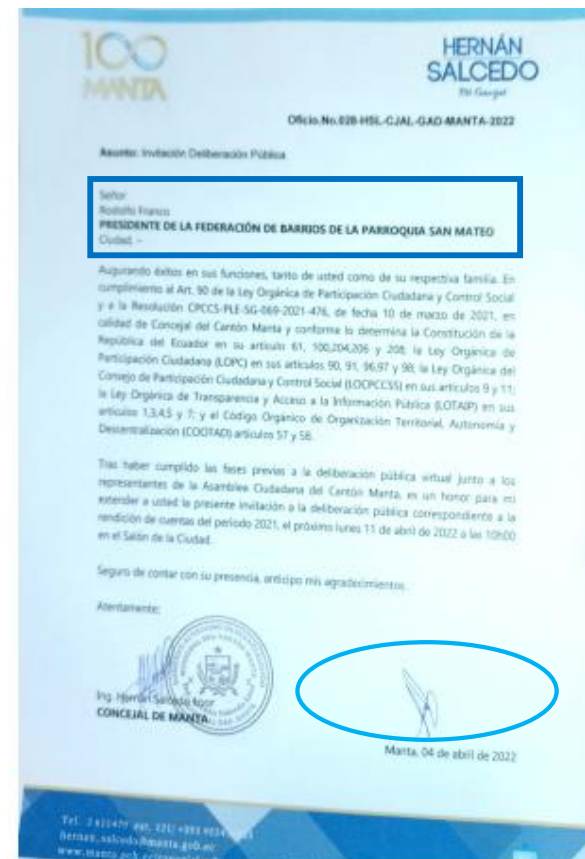 100
MANTA
HERNÁN
SALCEDO
Oficio.No.028-HSL-CJAL-GAD-MANTA-2022
Asunto: Invitación Deliberación Pública
Señor
Rodolfo Franco
PRESIDENTE DE LA FEDERACIÓN DE BARRIOS DE LA PARROQUIA SAN MATEO
Ciudad. –
Augurando éxitos en sus funciones, tanto de usted como de su respectiva familia. En
cumplimiento al Art. 90 de la Ley Orgánica de Participación Ciudadana y Control Social
y a la Resolución CPCCS-PLE-SG-069-2021-476, de fecha 10 de marzo de 2021, en
calidad de Concejal del Cantón Manta y conforme lo determina la Constitución de la
República del Ecuador en su artículo 61, 100,204,206 y 208, la Ley Orgánica de
Participación Ciudadana (LOPC) en sus artículos 90, 91, 96,97 y 98; la Ley Orgánica del
Consejo de Participación Ciudadana y Control Social (LOCPCCSS) en sus artículos 9 y 11;
la Ley Orgánica de Transparencia y Acceso a la Información Pública (LOTAIP) en sus
artículos 1,3,4,5 y 7; y el Código Orgánico de Organización Territorial, Autonomía y
Descentralización (COOTAD) artículos 57 y 58.
Tras haber cumplido las fases previas a la deliberación pública virtual junto a los
representantes de la Asamblea Ciudadana del Cantón Manta, es un honor para mi
extender a usted la presente invitación a la deliberación pública correspondiente a la
rendición de cuentas del periodo 2021, el próximo lunes 11 de abril de 2022 a las 10h00
en el Salón de la Ciudad.
Seguro de contar con su presencia, anticipo mis agradecimientos.
Atentamente;
Ing. Hernán Salcedo
CONCEJAL DE MANTA
Manta, 04 de abril de 2022